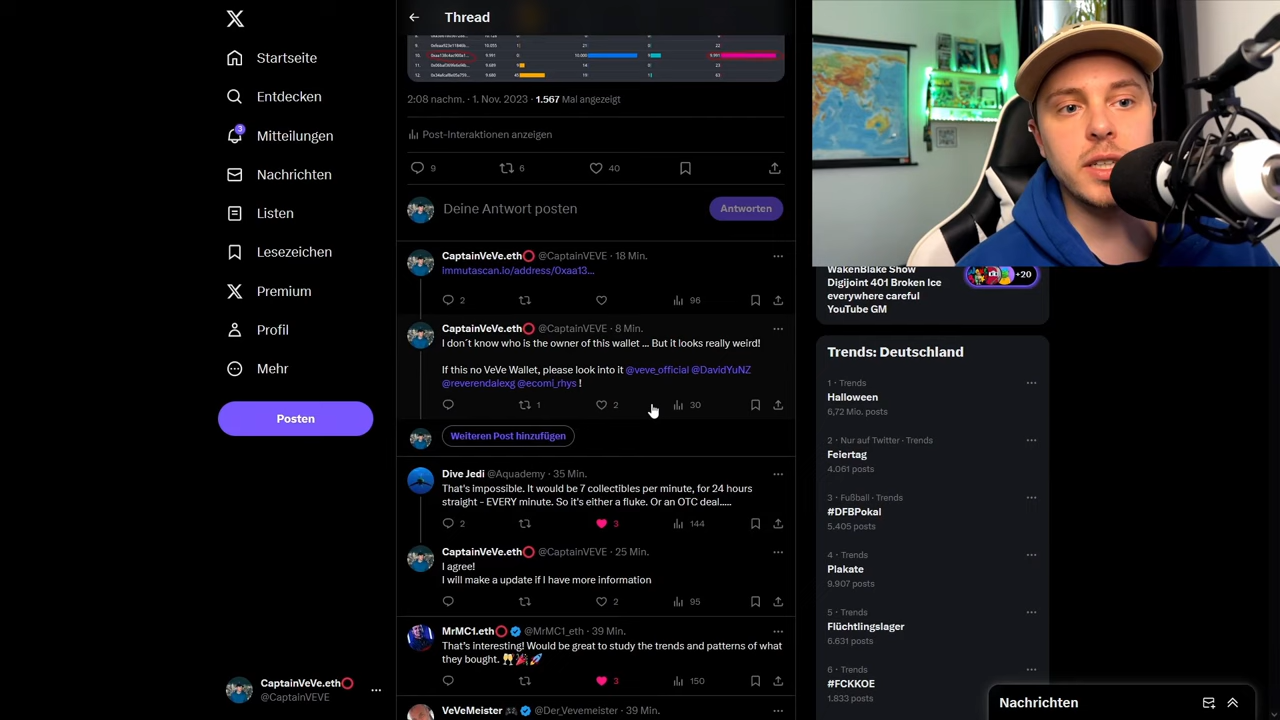 Thread
Startseite
Entdecken
3
Mitteilungen
Nachrichten
Listen
Lesezeichen
Premium
Profil
Mehr
Posten
CaptainVeVe.eth
@CaptainVEVE
2:08 nachm. · 1. Nov. 2023 · 1.567 Mal angezeigt
Post-Interaktionen anzeigen
9 6 40
Deine Antwort posten
Antworten
CaptainVeVe.eth @CaptainVEVE · 18 Min.
immutascan.io/address/0xaa13...
2 96
CaptainVeVe.eth @CaptainVEVE · 8 Min.
I don´t know who is the owner of this wallet ... But it looks really weird!
If this no VeVe Wallet, please look into it @veve_official @DavidYuNZ
@reverendalexg @ecomi_rhys !
1 2 30
Weiteren Post hinzufügen
Dive Jedi @Aquademy · 35 Min.
That's impossible. It would be 7 collectibles per minute, for 24 hours
straight - EVERY minute. So it's either a fluke. Or an OTC deal.....
2 3 144
CaptainVeVe.eth @CaptainVEVE · 25 Min.
I agree!
I will make a update if I have more information
2 95
MrMC1.eth @MrMC1_eth · 39 Min.
That's interesting! Would be great to study the trends and patterns of what
they bought. 🥂🎉🚀
3 150
VeVeMeister @Der_Vevemeister · 39 Min.
WakenBlake Show
Digijoint 401 Broken Ice
everywhere careful
YouTube GM
+20
Trends: Deutschland
1 · Trends
Halloween
6,72 Mio. posts
2 · Nur auf Twitter · Trends
Feiertag
4.061 posts
3 · Fußball · Trends
#DFBPokal
5.405 posts
4 · Trends
Plakate
9.907 posts
5 · Trends
Flüchtlingslager
6.631 posts
6 · Trends
#FCKKOE
1.833 posts
Nachrichten